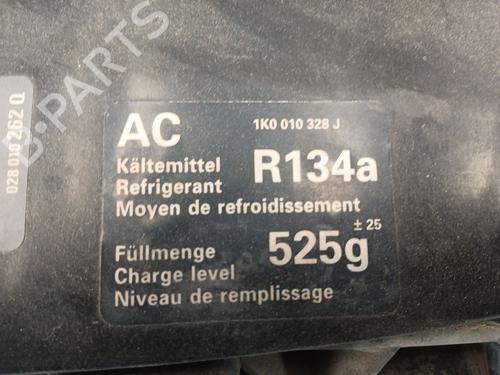 AC 1K0 010 328 J
Kältemittel
Refrigerant R134a
Moyen de refroidissement
Füllmenge 525g ± 25
Charge level
Niveau de remplissage
028 010 262 Q
B-PARTS